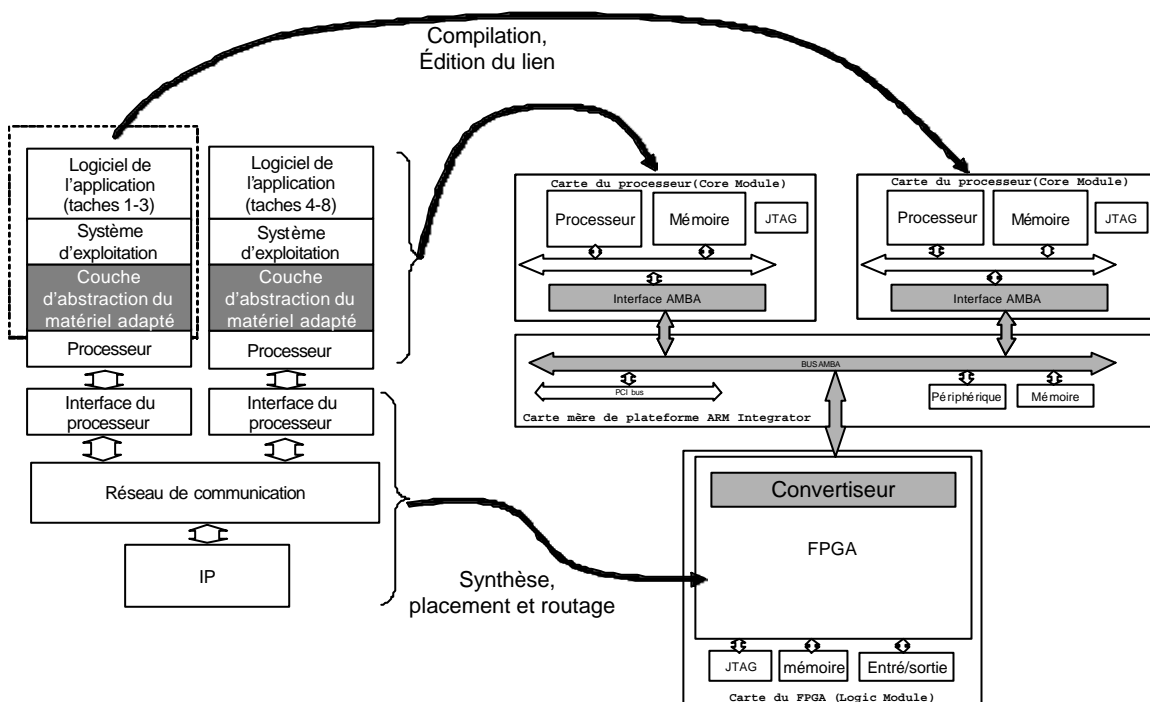 Compilation,
Édition du lien
Logiciel de
l'application
(taches 1-3)
Système
d'exploitation
Couche
d'abstraction du
matériel adapté
Processeur
Interface du
processeur
Logiciel de
l'application
(taches 4-8)
Système
d'exploitation
Couche
d'abstraction du
matériel adapté
Processeur
Interface du
processeur
Réseau de communication
IP
Synthèse,
placement et routage
Carte du processeur(Core Module)
Processeur
Mémoire
JTAG
Interface AMBA
Carte du processeur(Core Module)
Processeur
Mémoire
JTAG
Interface AMBA
BUS AMBA
PCI bus
Périphérique
Mémoire
Carte mère de plateforme ARM Integrator
Convertiseur
FPGA
JTAG
mémoire
Entré/sortie
Carte du FPGA (Logic Module)